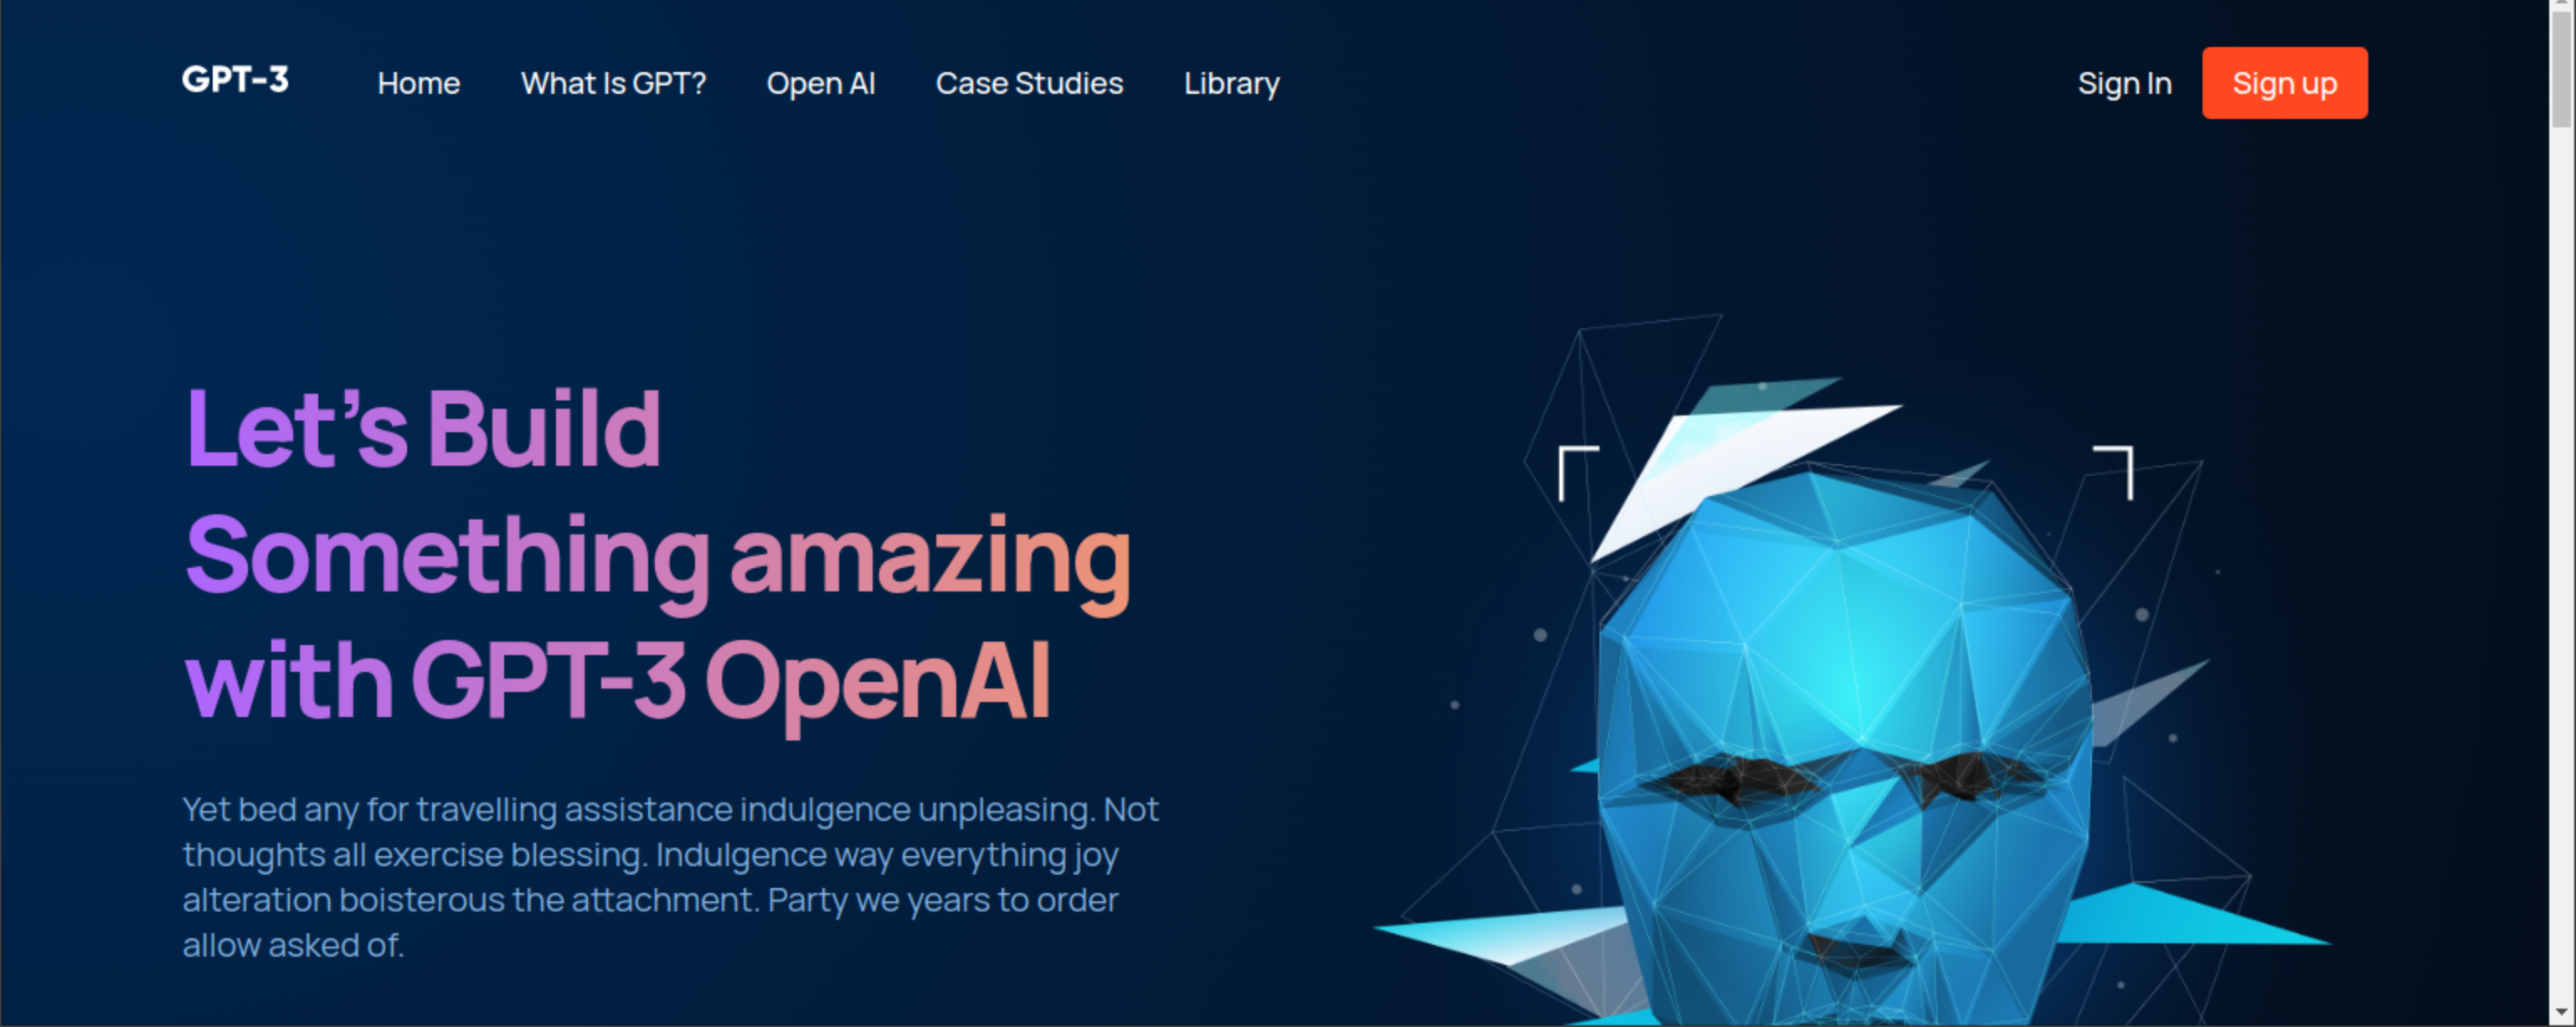 GPT-3 Home What Is GPT? Open AI Case Studies Library Sign In Sign up
Let’s Build
Something amazing
with GPT-3 OpenAI
Yet bed any for travelling assistance indulgence unpleasing. Not
thoughts all exercise blessing. Indulgence way everything joy
alteration boisterous the attachment. Party we years to order
allow asked of.